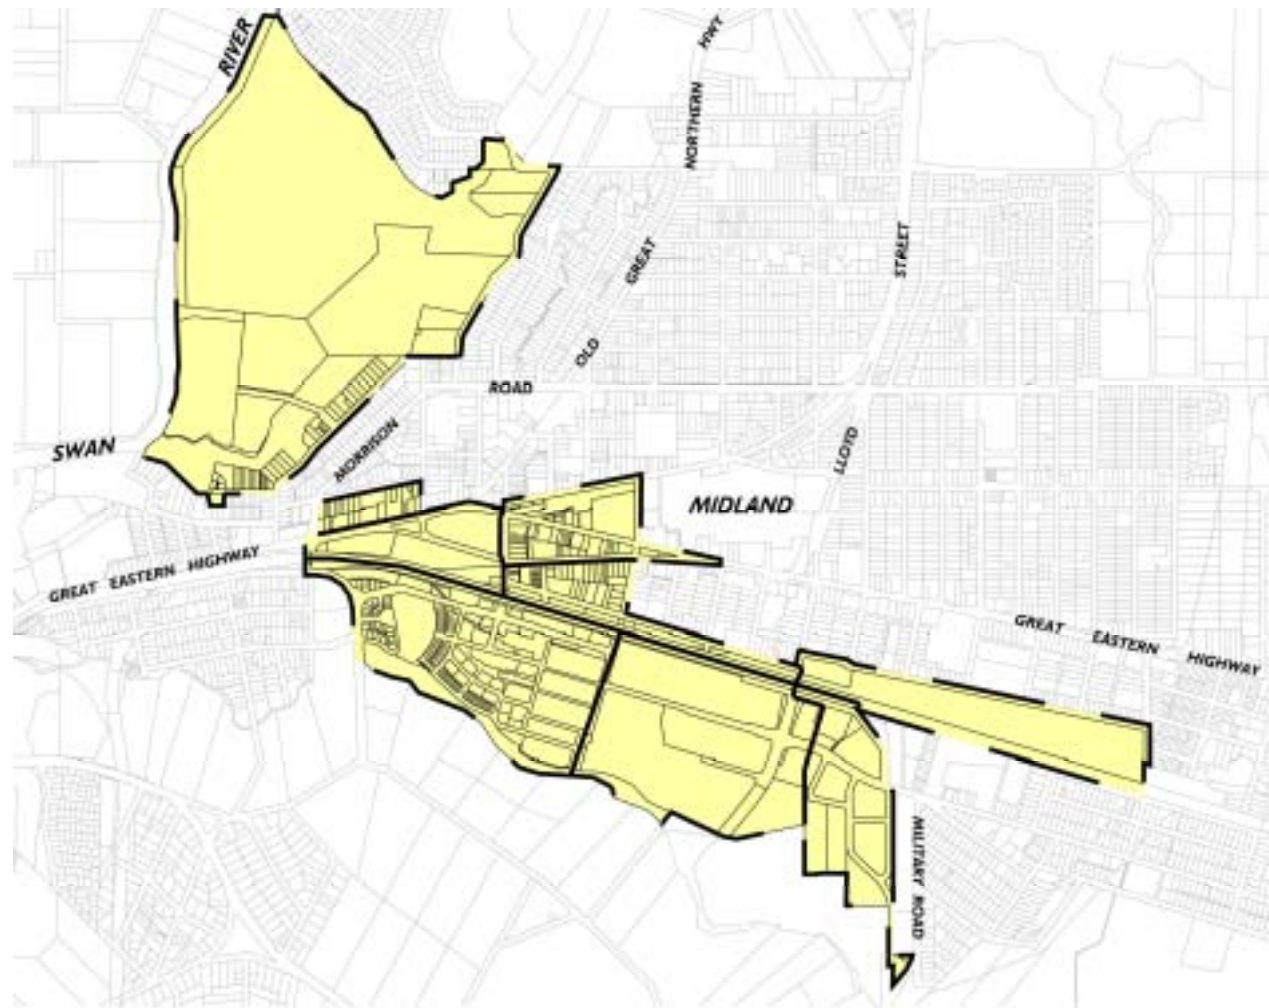 RIVER
HWY
NORTHERN
GREAT
OLD
STREET
ROAD
MORRISON
SWAN
LLOYD
MIDLAND
GREAT EASTERN HIGHWAY
GREAT EASTERN HIGHWAY
MILITARY ROAD